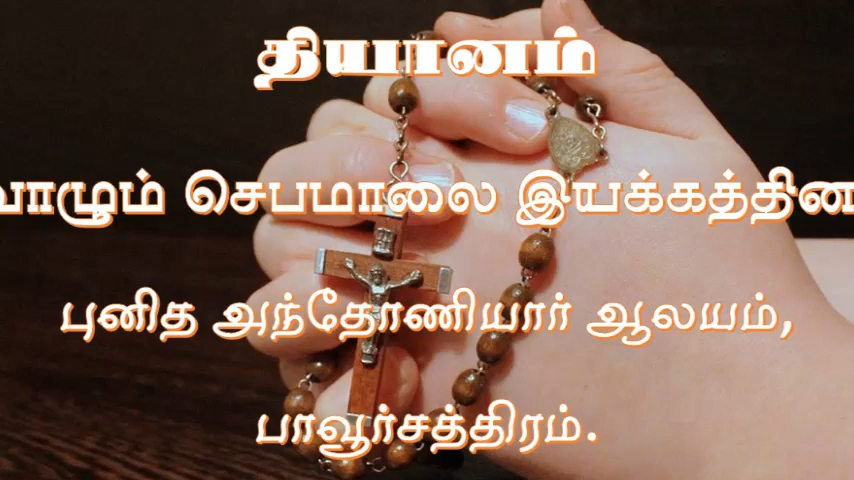 தியானம்
வாழும் செபமாலை இயக்கத்தின
புனித அந்தோணியார் ஆலயம்,
பாவூர்சத்திரம்.